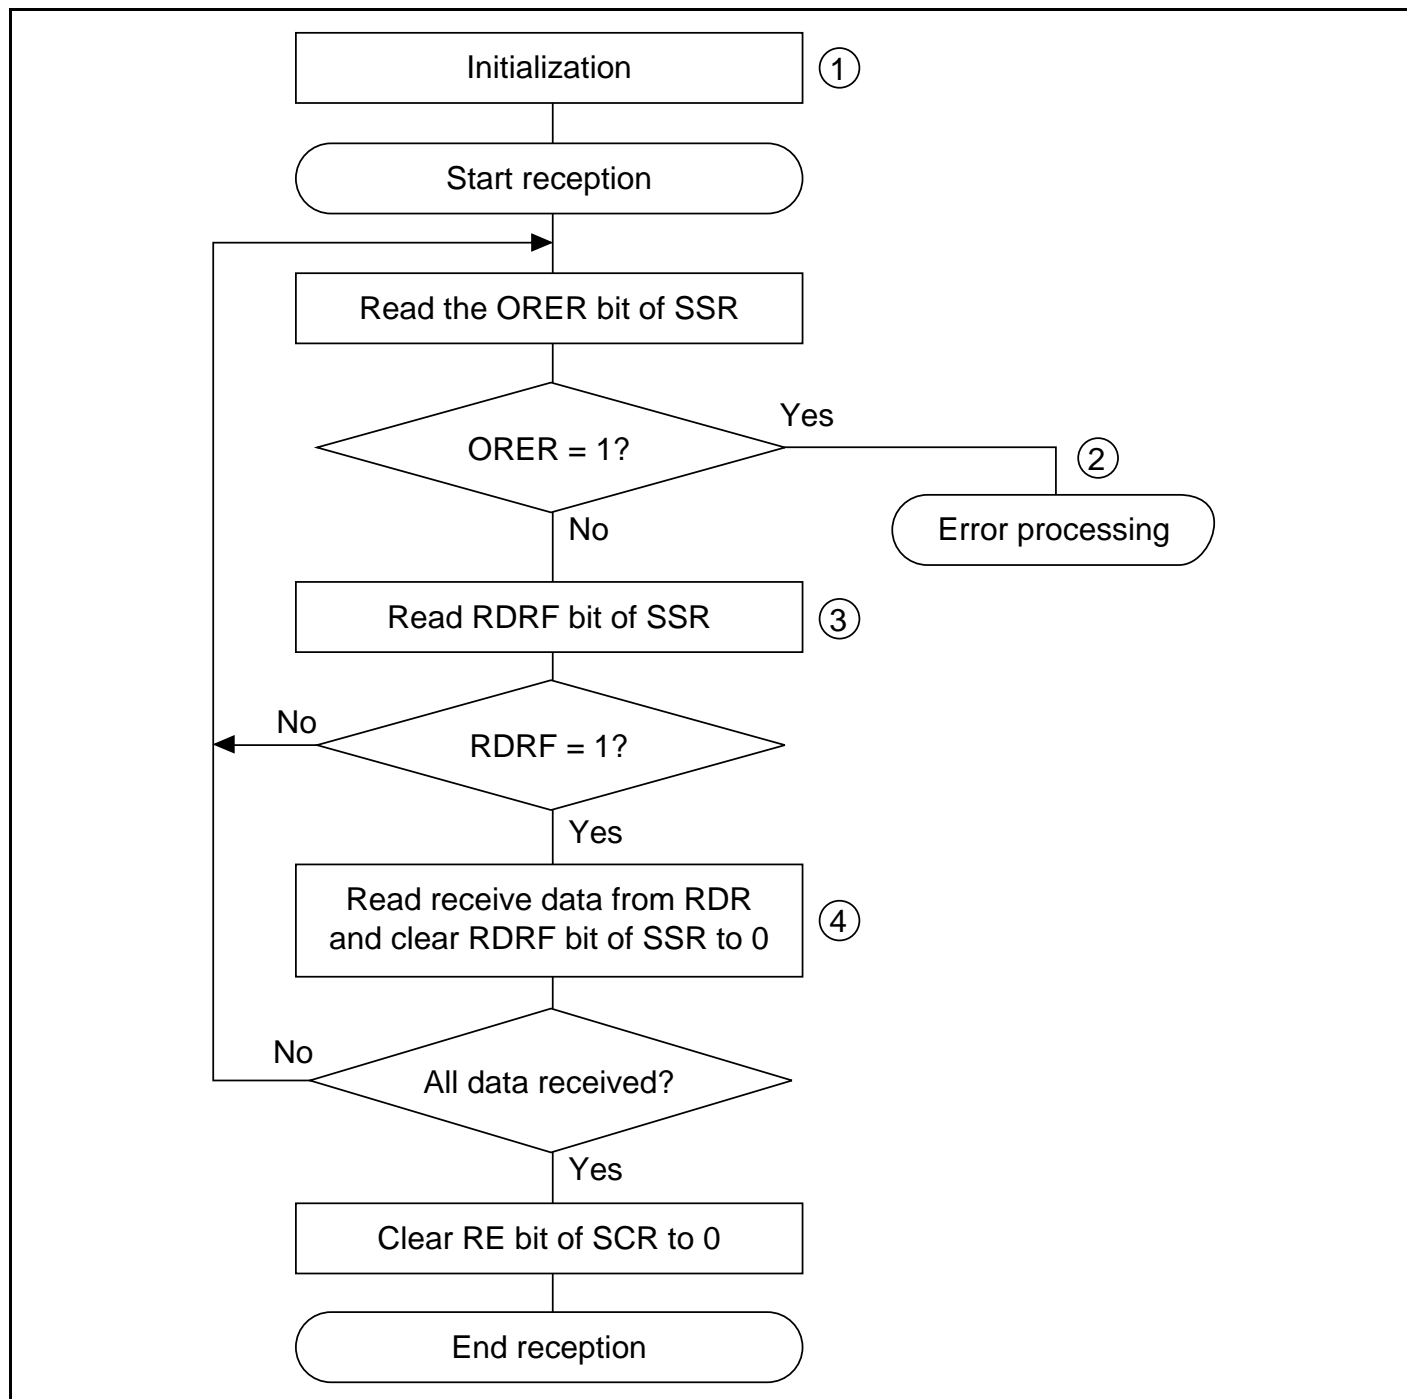 Initialization
①
Start reception
Read the ORER bit of SSR
ORER = 1?
Yes
②
Error processing
No
Read RDRF bit of SSR
③
No
RDRF = 1?
Yes
Read receive data from RDR
and clear RDRF bit of SSR to 0
④
No
All data received?
Yes
Clear RE bit of SCR to 0
End reception